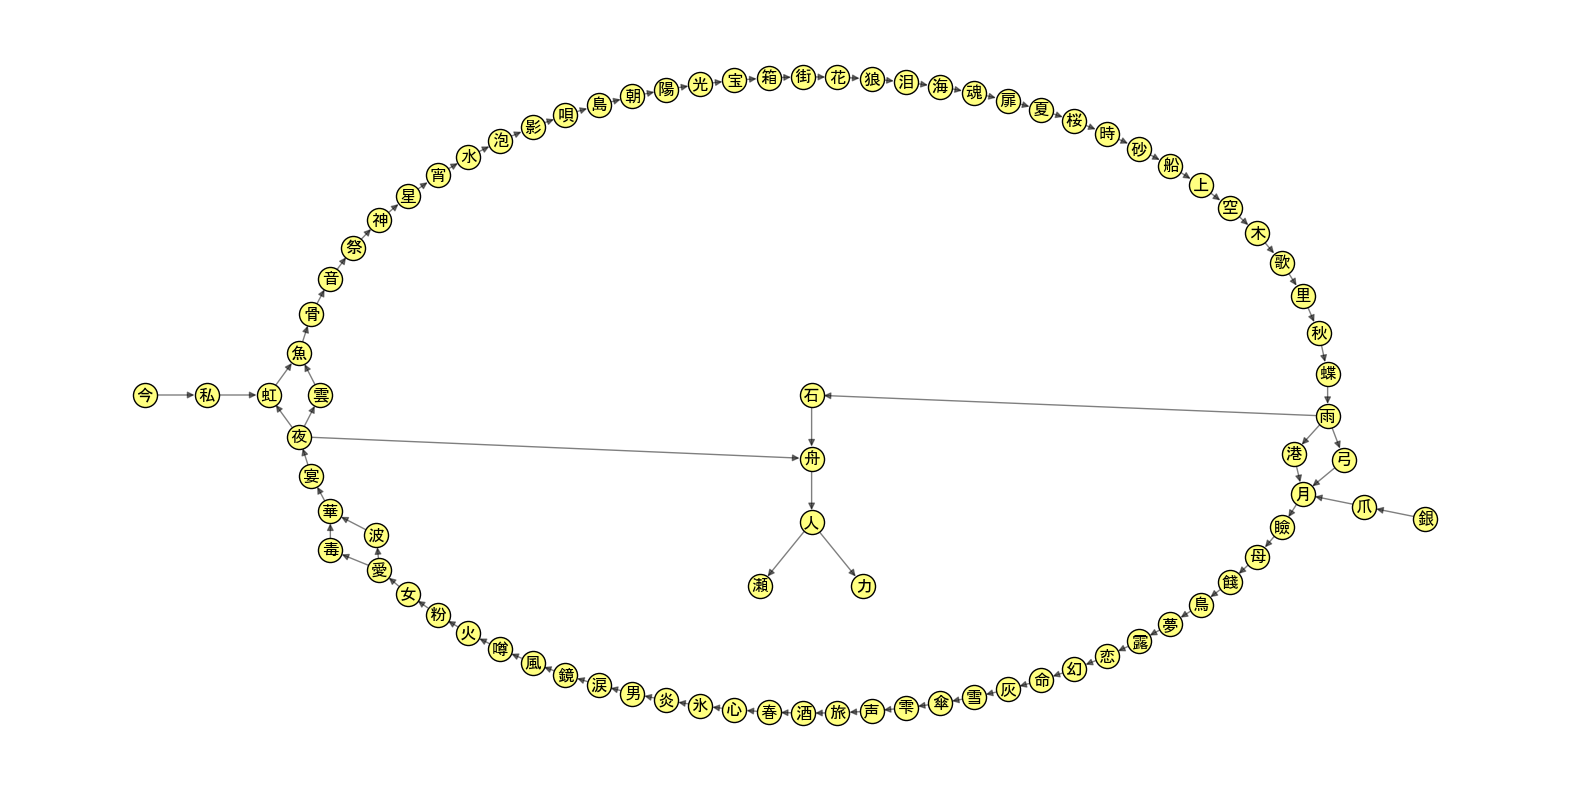 街
箱
花
宝
狼
泪
光
海
陽
魂
朝
扉
島
夏
唄
桜
影
時
泡
砂
水
船
宵
上
星
空
神
木
祭
歌
音
里
骨
秋
魚
蝶
今
私
虹
雲
石
雨
夜
港
舟
弓
宴
月
爪
華
銀
人
瞼
波
毒
母
愛
餞
瀬
力
女
鳥
粉
夢
火
露
噂
恋
風
幻
鏡
命
涙
灰
男
雪
炎
傘
氷
雫
心
声
春
旅
酒